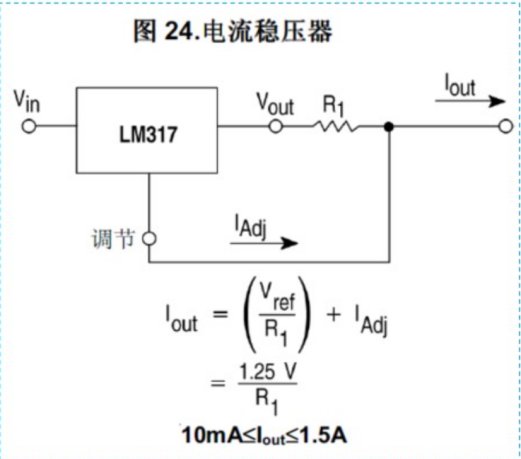 图 24.电流稳压器
Vin
LM317
Vout
R1
Iout
调节
IAdj
Iout = (Vref / R1) + IAdj
= 1.25 V / R1
10mA≤Iout≤1.5A